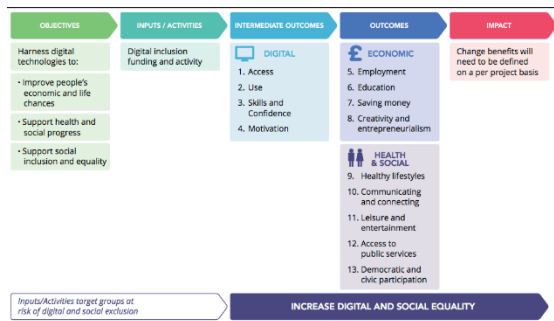 OBJECTIVES
Harness digital
technologies to:
• Improve people's
economic and life
chances
• Support health and
social progress
• Support social
inclusion and equality
INPUTS / ACTIVITIES
Digital inclusion
funding and activity
INTERMEDIATE OUTCOMES
DIGITAL
1. Access
2. Use
3. Skills and
Confidence
4. Motivation
OUTCOMES
£ ECONOMIC
5. Employment
6. Education
7. Saving money
8. Creativity and
entrepreneurialism
HEALTH
& SOCIAL
9. Healthy lifestyles
10. Communicating
and connecting
11. Leisure and
entertainment
12. Access to
public services
13. Democratic and
civic participation
IMPACT
Change benefits will
need to be defined
on a per project basis
Inputs/Activities target groups at
risk of digital and social exclusion
INCREASE DIGITAL AND SOCIAL EQUALITY